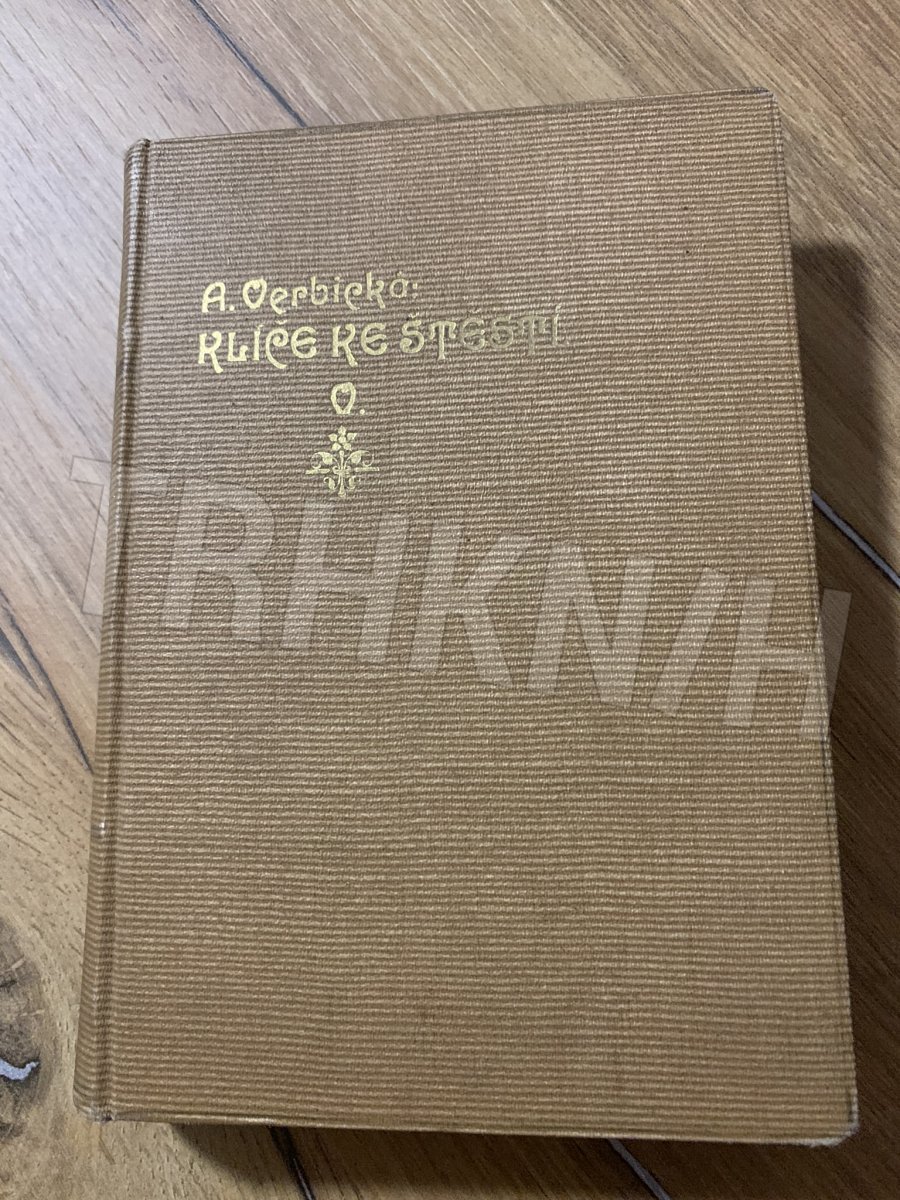 A. Verbická:
KLÍČE KE ŠTĚSTÍ.
V.
TRHKNIH